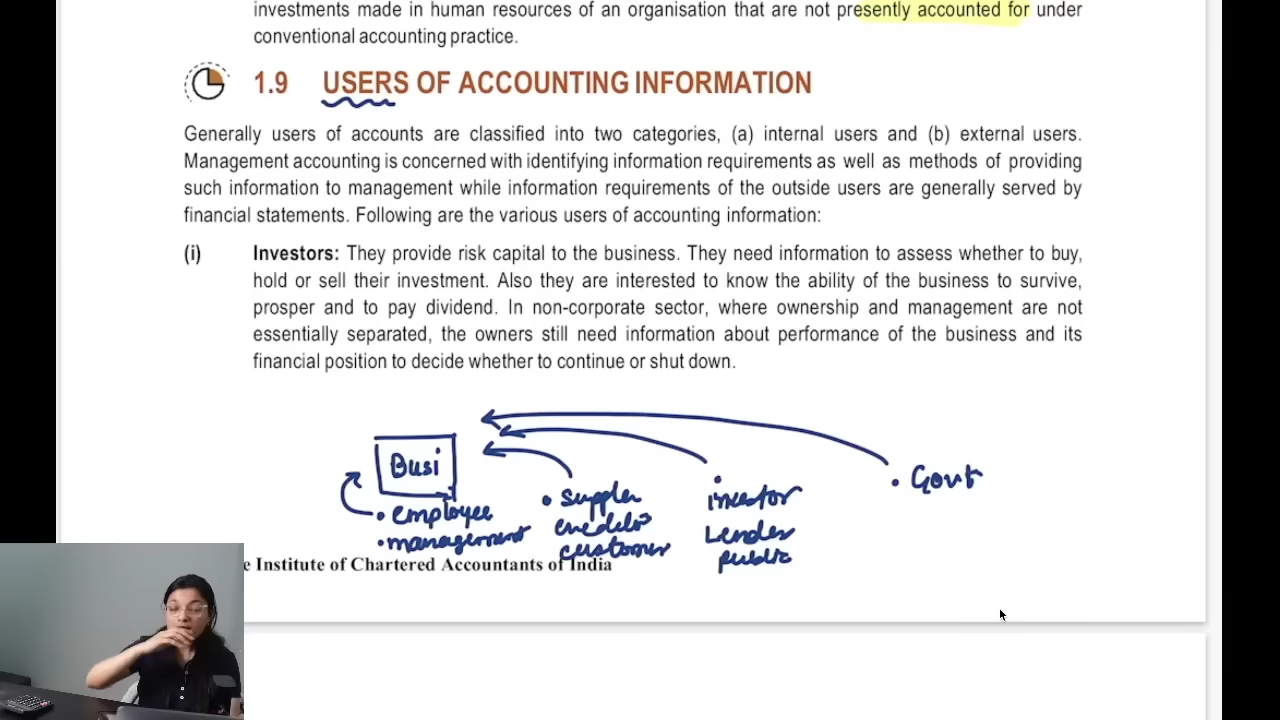 investments made in human resources of an organisation that are not presently accounted for under
conventional accounting practice.
1.9 USERS OF ACCOUNTING INFORMATION
Generally users of accounts are classified into two categories, (a) internal users and (b) external users.
Management accounting is concerned with identifying information requirements as well as methods of providing
such information to management while information requirements of the outside users are generally served by
financial statements. Following are the various users of accounting information:
(i) Investors: They provide risk capital to the business. They need information to assess whether to buy,
hold or sell their investment. Also they are interested to know the ability of the business to survive,
prosper and to pay dividend. In non-corporate sector, where ownership and management are not
essentially separated, the owners still need information about performance of the business and its
financial position to decide whether to continue or shut down.
Busi
• employee
• management
• supplier
creditors
customer
• investor
Lender
public
• Govt
e Institute of Chartered Accountants of India